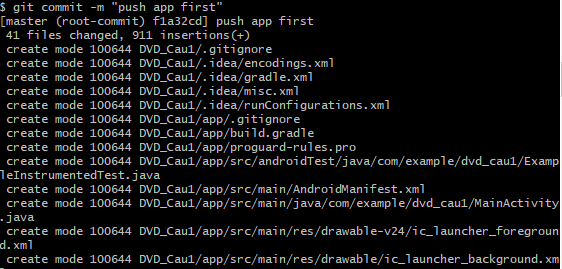 $ git commit -m "push app first"
[master (root-commit) f1a32cd] push app first
 41 files changed, 911 insertions(+)
 create mode 100644 DVD_Cau1/.gitignore
 create mode 100644 DVD_Cau1/.idea/encodings.xml
 create mode 100644 DVD_Cau1/.idea/gradle.xml
 create mode 100644 DVD_Cau1/.idea/misc.xml
 create mode 100644 DVD_Cau1/.idea/runConfigurations.xml
 create mode 100644 DVD_Cau1/app/.gitignore
 create mode 100644 DVD_Cau1/app/build.gradle
 create mode 100644 DVD_Cau1/app/proguard-rules.pro
 create mode 100644 DVD_Cau1/app/src/androidTest/java/com/example/dvd_cau1/Examp
leInstrumentedTest.java
 create mode 100644 DVD_Cau1/app/src/main/AndroidManifest.xml
 create mode 100644 DVD_Cau1/app/src/main/java/com/example/dvd_cau1/MainActivity
.java
 create mode 100644 DVD_Cau1/app/src/main/res/drawable-v24/ic_launcher_foregroun
d.xml
 create mode 100644 DVD_Cau1/app/src/main/res/drawable/ic_launcher_background.xm